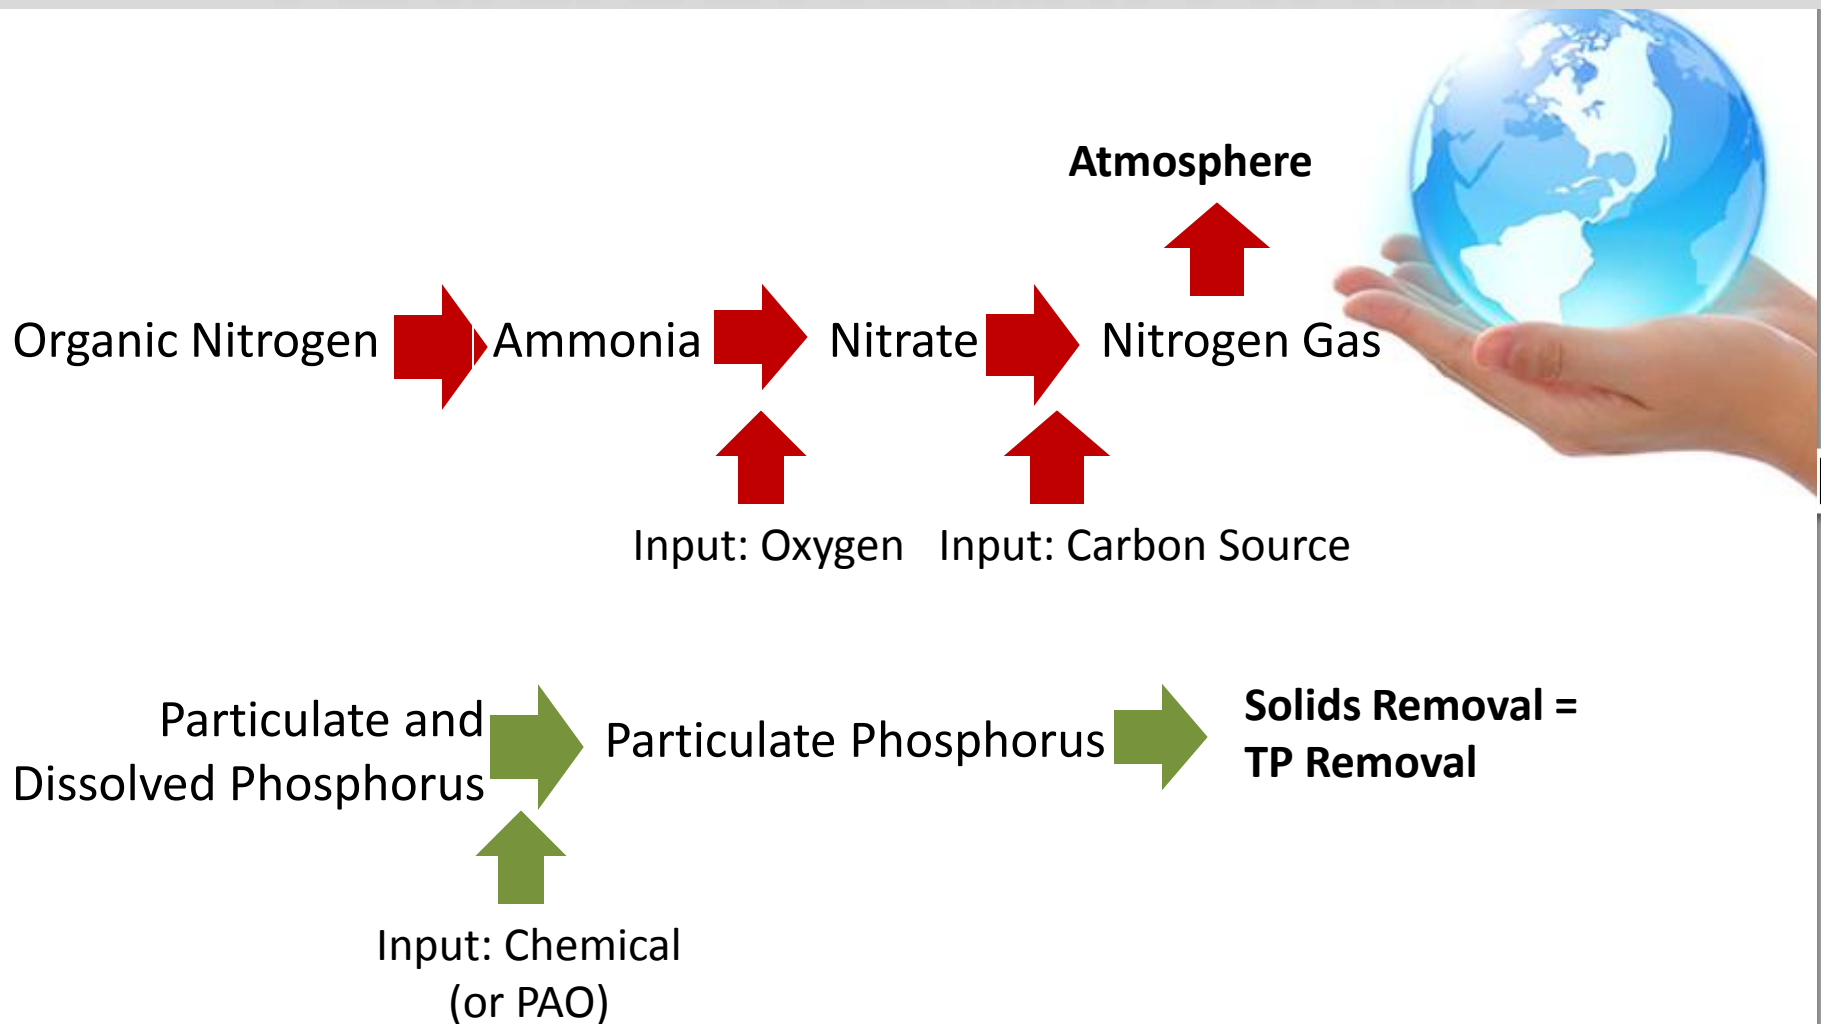 Atmosphere
Organic Nitrogen Ammonia Nitrate Nitrogen Gas
Input: Oxygen Input: Carbon Source
Particulate and
Dissolved Phosphorus
Particulate Phosphorus
Solids Removal =
TP Removal
Input: Chemical
(or PAO)